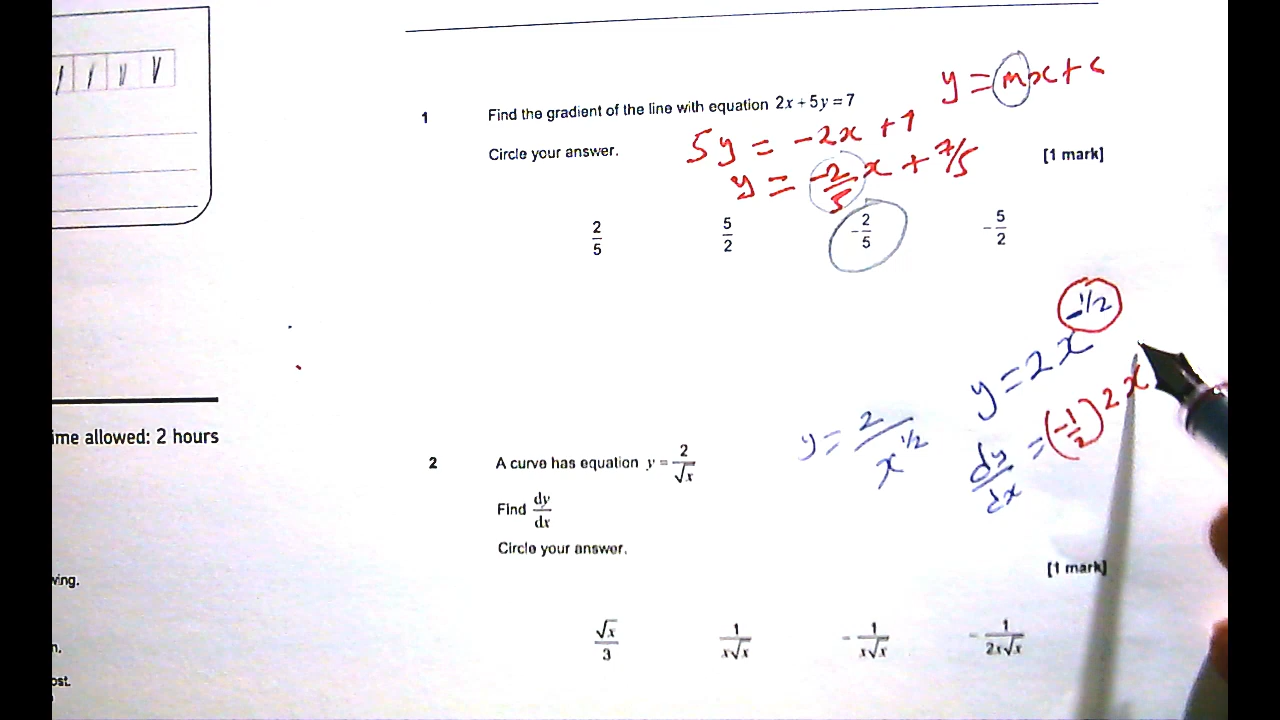 y = mx + c
1 Find the gradient of the line with equation 2x + 5y = 7
5y = -2x + 7
Circle your answer.
[1 mark]
y = -2/5 x + 7/5
2/5 5/2 -2/5 -5/2
y = 2x^-1/2
ime allowed: 2 hours
y = 2/x^1/2
dy/dx = (-1/2) 2x
2 A curve has equation y = 2/√x
Find dy/dx
Circle your answer.
[1 mark]
ving.
√x/3 1/x√x -1/x√x -1/2x√x
n.
ost.